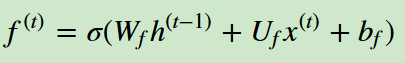 f⁽ᵗ⁾ = σ(W_f h⁽ᵗ⁻¹⁾ + U_f x⁽ᵗ⁾ + b_f)